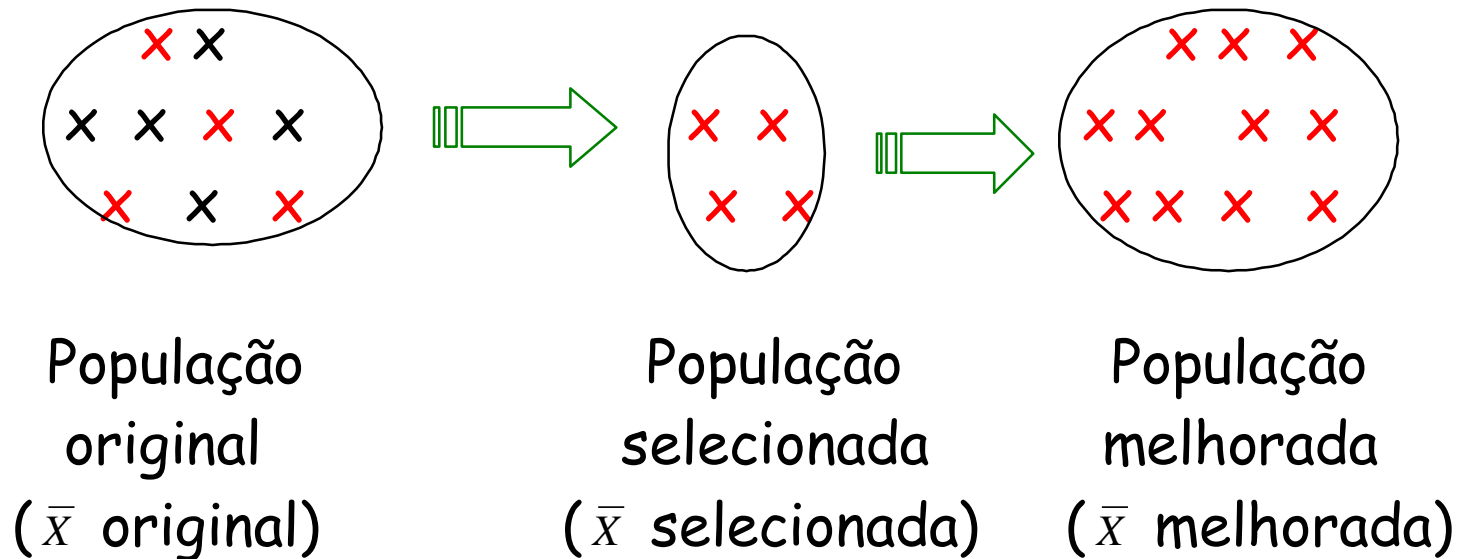 População
original
(x̄ original)
População
selecionada
(x̄ selecionada)
População
melhorada
(x̄ melhorada)